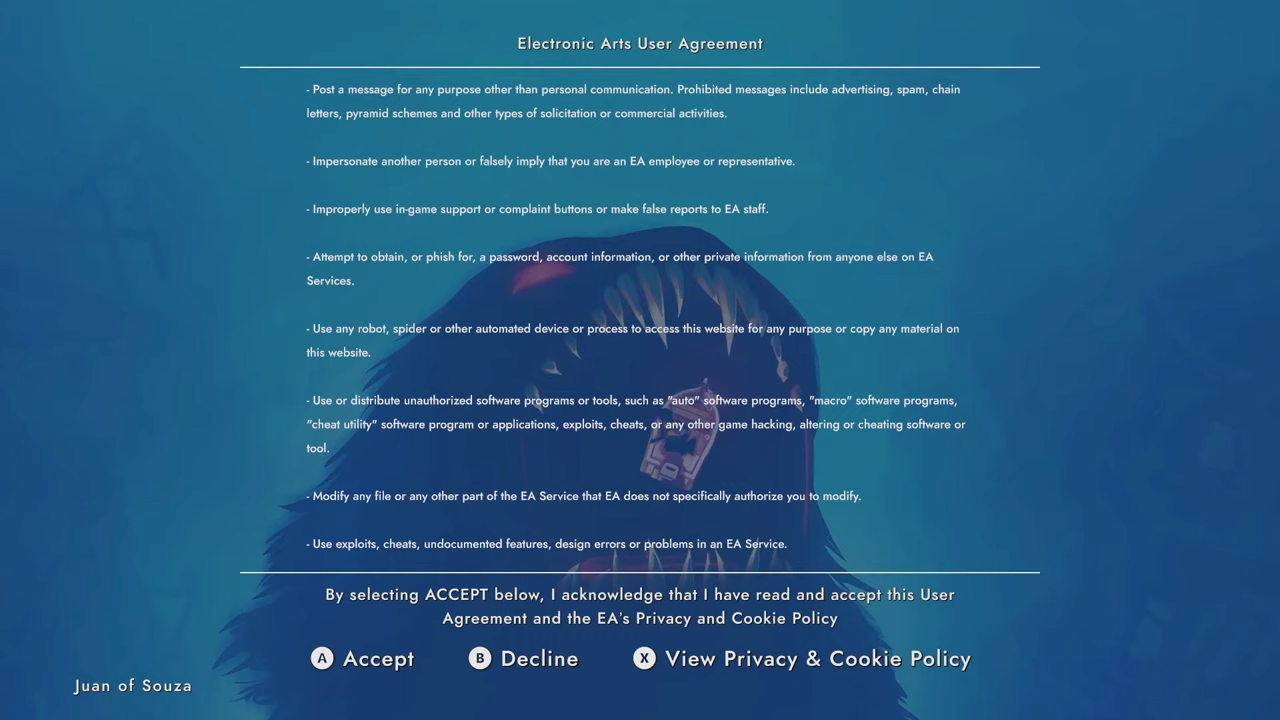 Electronic Arts User Agreement
- Post a message for any purpose other than personal communication. Prohibited messages include advertising, spam, chain
letters, pyramid schemes and other types of solicitation or commercial activities.
- Impersonate another person or falsely imply that you are an EA employee or representative.
- Improperly use in-game support or complaint buttons or make false reports to EA staff.
- Attempt to obtain, or phish for, a password, account information, or other private information from anyone else on EA
Services.
- Use any robot, spider or other automated device or process to access this website for any purpose or copy any material on
this website.
- Use or distribute unauthorized software programs or tools, such as "auto" software programs, "macro" software programs,
"cheat utility" software program or applications, exploits, cheats, or any other game hacking, altering or cheating software or
tool.
- Modify any file or any other part of the EA Service that EA does not specifically authorize you to modify.
- Use exploits, cheats, undocumented features, design errors or problems in an EA Service.
By selecting ACCEPT below, I acknowledge that I have read and accept this User
Agreement and the EA's Privacy and Cookie Policy
A Accept B Decline X View Privacy & Cookie Policy
Juan of Souza